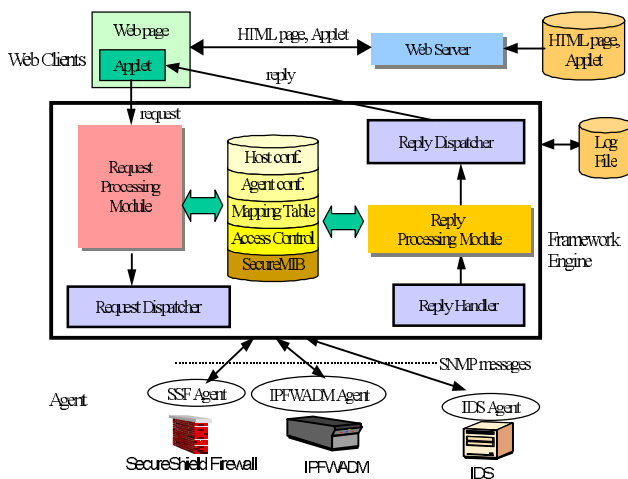 Web page
Web Clients
Applet
HTML page, Applet
Web Server
HTML page,
Applet
reply
request
Request
Processing
Module
Host conf.
Agent conf.
Mapping Table
Access Control
SecureMIB
Reply Dispatcher
Log
File
Reply
Processing Module
Framework
Engine
Request Dispatcher
Reply Handler
SNMP messages
Agent
SSF Agent
IPFWADM Agent
IDS Agent
SecureShield Firewall
IPFWADM
IDS